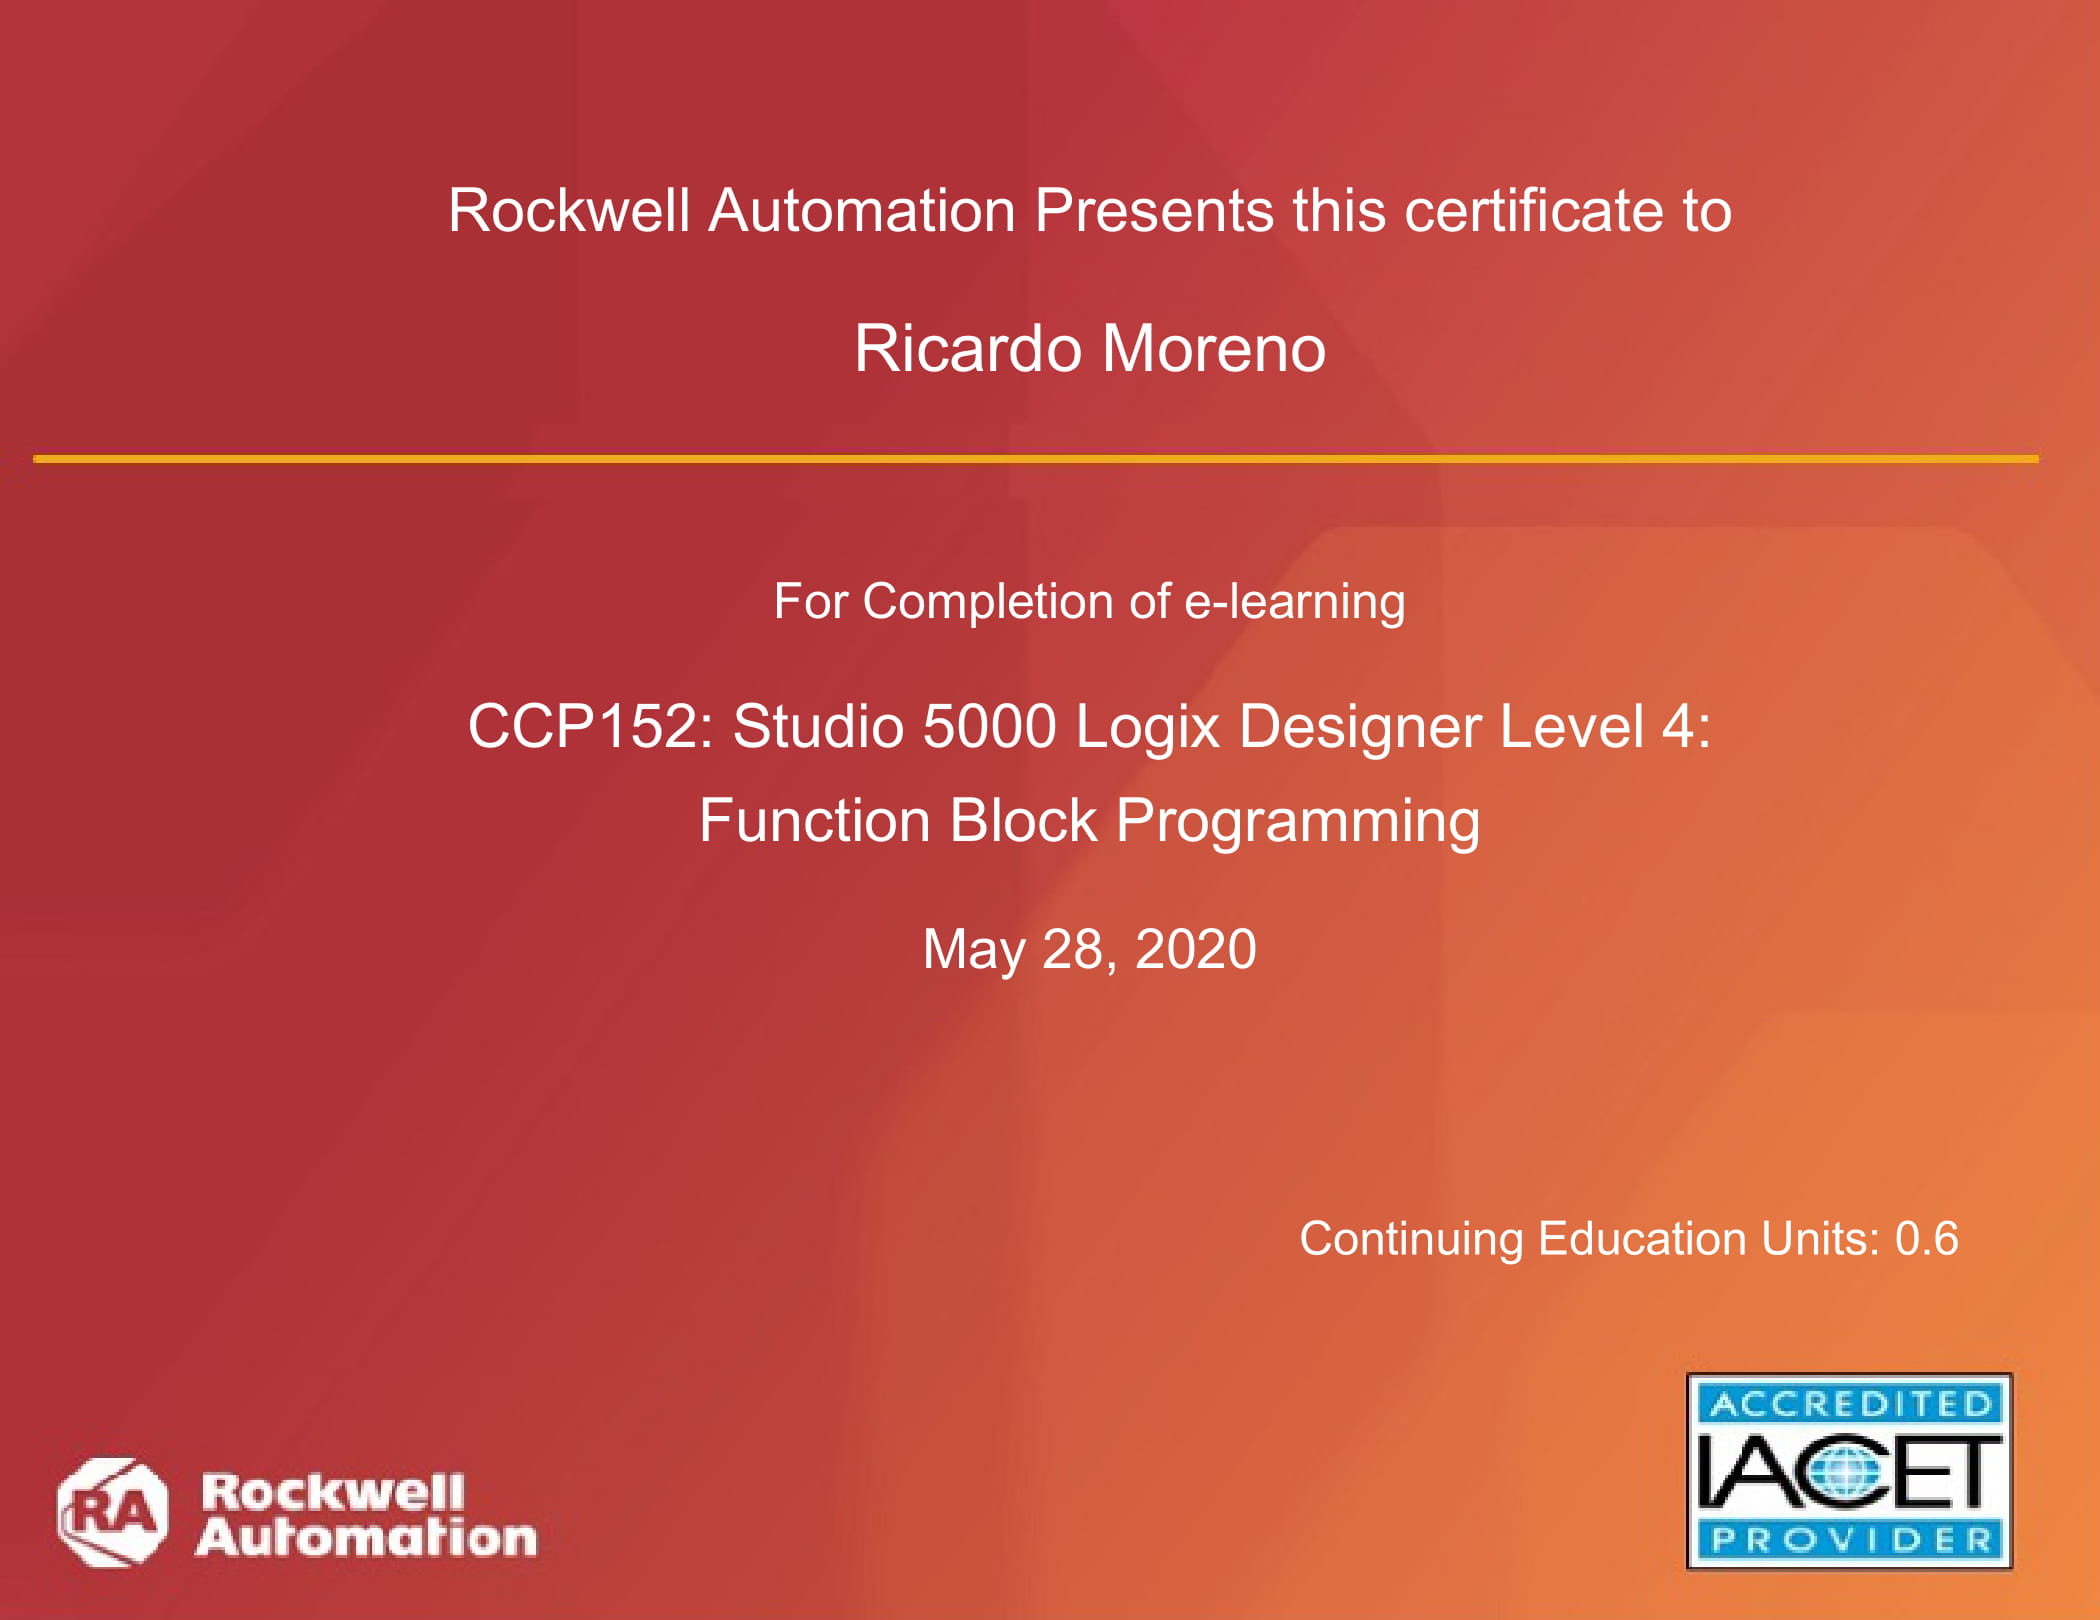 Rockwell Automation Presents this certificate to
Ricardo Moreno
For Completion of e-learning
CCP152: Studio 5000 Logix Designer Level 4:
Function Block Programming
May 28, 2020
Continuing Education Units: 0.6
RA
Rockwell
Automation
ACCREDITED
IACET
PROVIDER